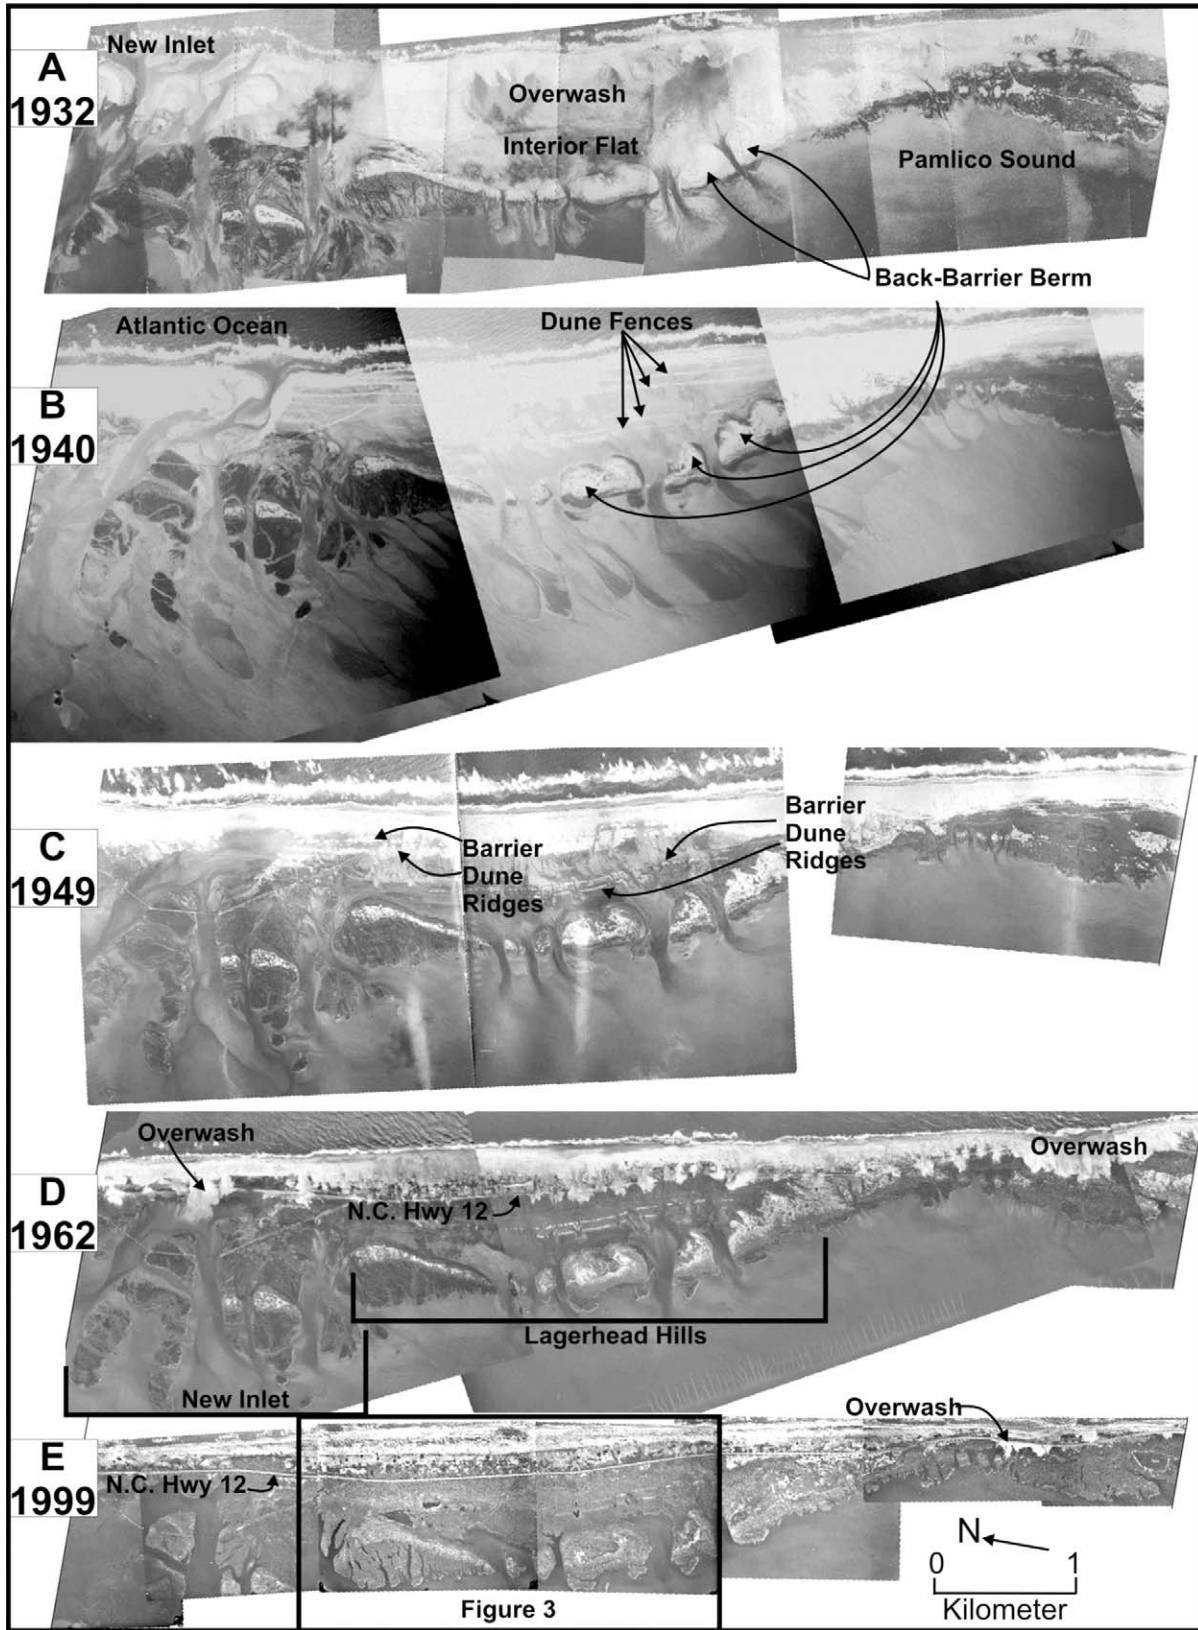 New Inlet
A
1932
Overwash
Interior Flat
Pamlico Sound
Back-Barrier Berm
Atlantic Ocean
Dune Fences
B
1940
Barrier
Dune
Ridges
Barrier
Dune
Ridges
C
1949
Overwash
Overwash
D
1962
N.C. Hwy 12
Lagerhead Hills
New Inlet
Overwash
E
1999
N.C. Hwy 12
N
0 1
Kilometer
Figure 3